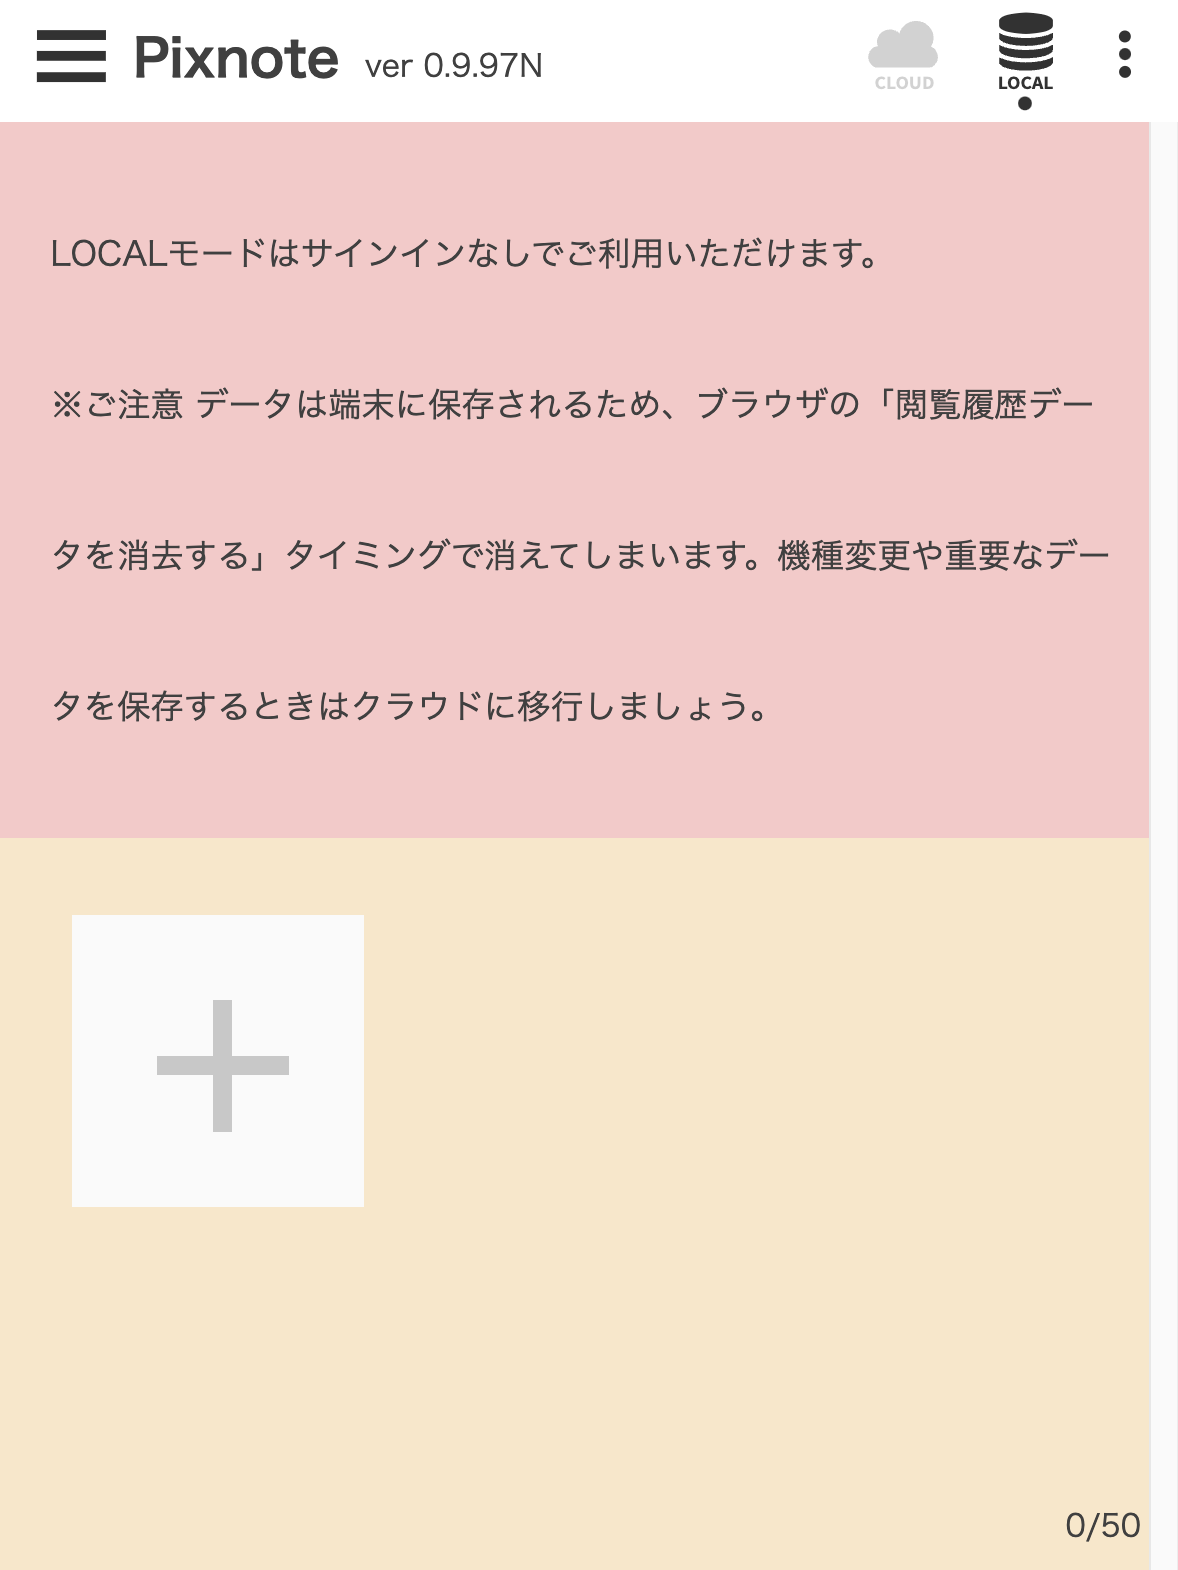 Pixnote ver 0.9.97N
CLOUD
LOCAL
LOCALモードはサインインなしでご利用いただけます。
※ご注意 データは端末に保存されるため、ブラウザの「閲覧履歴デー
タを消去する」タイミングで消えてしまいます。機種変更や重要なデー
タを保存するときはクラウドに移行しましょう。
0/50